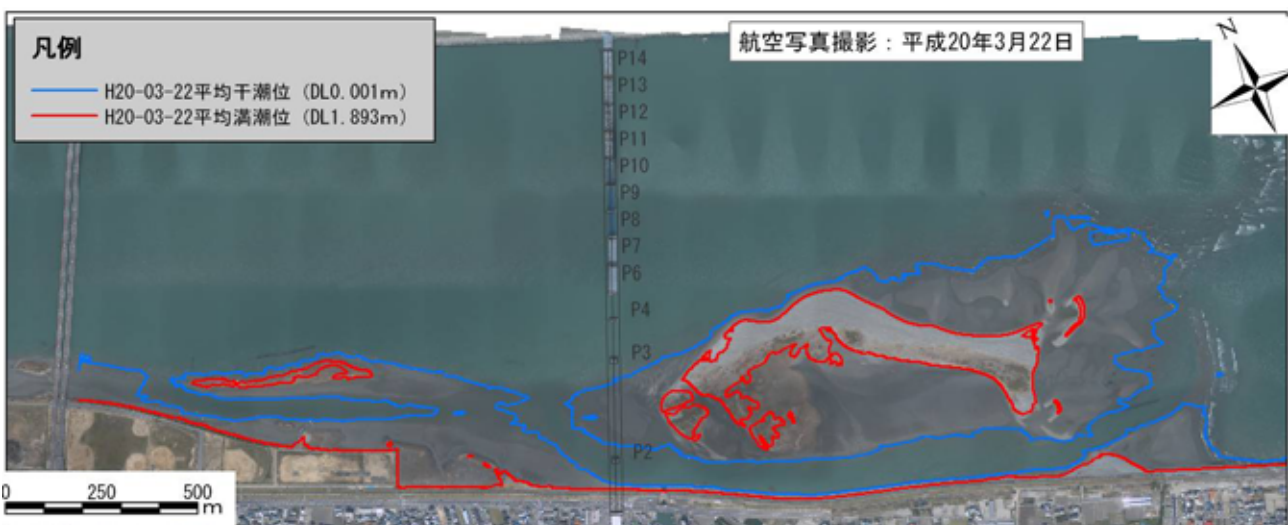 凡例
H20-03-22平均干潮位 (DL0.001m)
H20-03-22平均満潮位 (DL1.893m)
航空写真撮影：平成20年3月22日
N
P14
P13
P12
P11
P10
P9
P8
P7
P6
P4
P3
P2
0 250 500
m